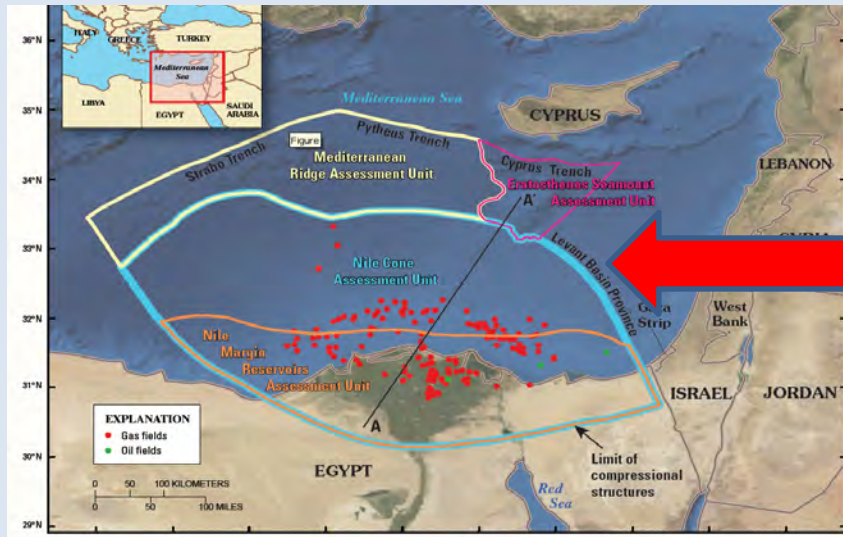 36°N
35°N
34°N
33°N
32°N
31°N
30°N
29°N
ITALY
GREECE
TURKEY
Mediterranean
Sea
LIBYA
EGYPT
SAUDI
ARABIA
Mediterranean Sea
CYPRUS
LEBANON
Strabo Trench
Pytheus Trench
Figure
Mediterranean
Ridge Assessment Unit
Cyprus Trench
Eratosthenes Seamount
Assessment Unit
A'
Levant Basin Province
Nile Cone
Assessment Unit
Strip
West
Bank
Nile
Margin
Reservoirs
Assessment Unit
ISRAEL
JORDAN
EXPLANATION
Gas fields
Oil fields
A
0 50 100 KILOMETERS
0 50 100 MILES
EGYPT
Limit of
compressional
structures
Red
Sea